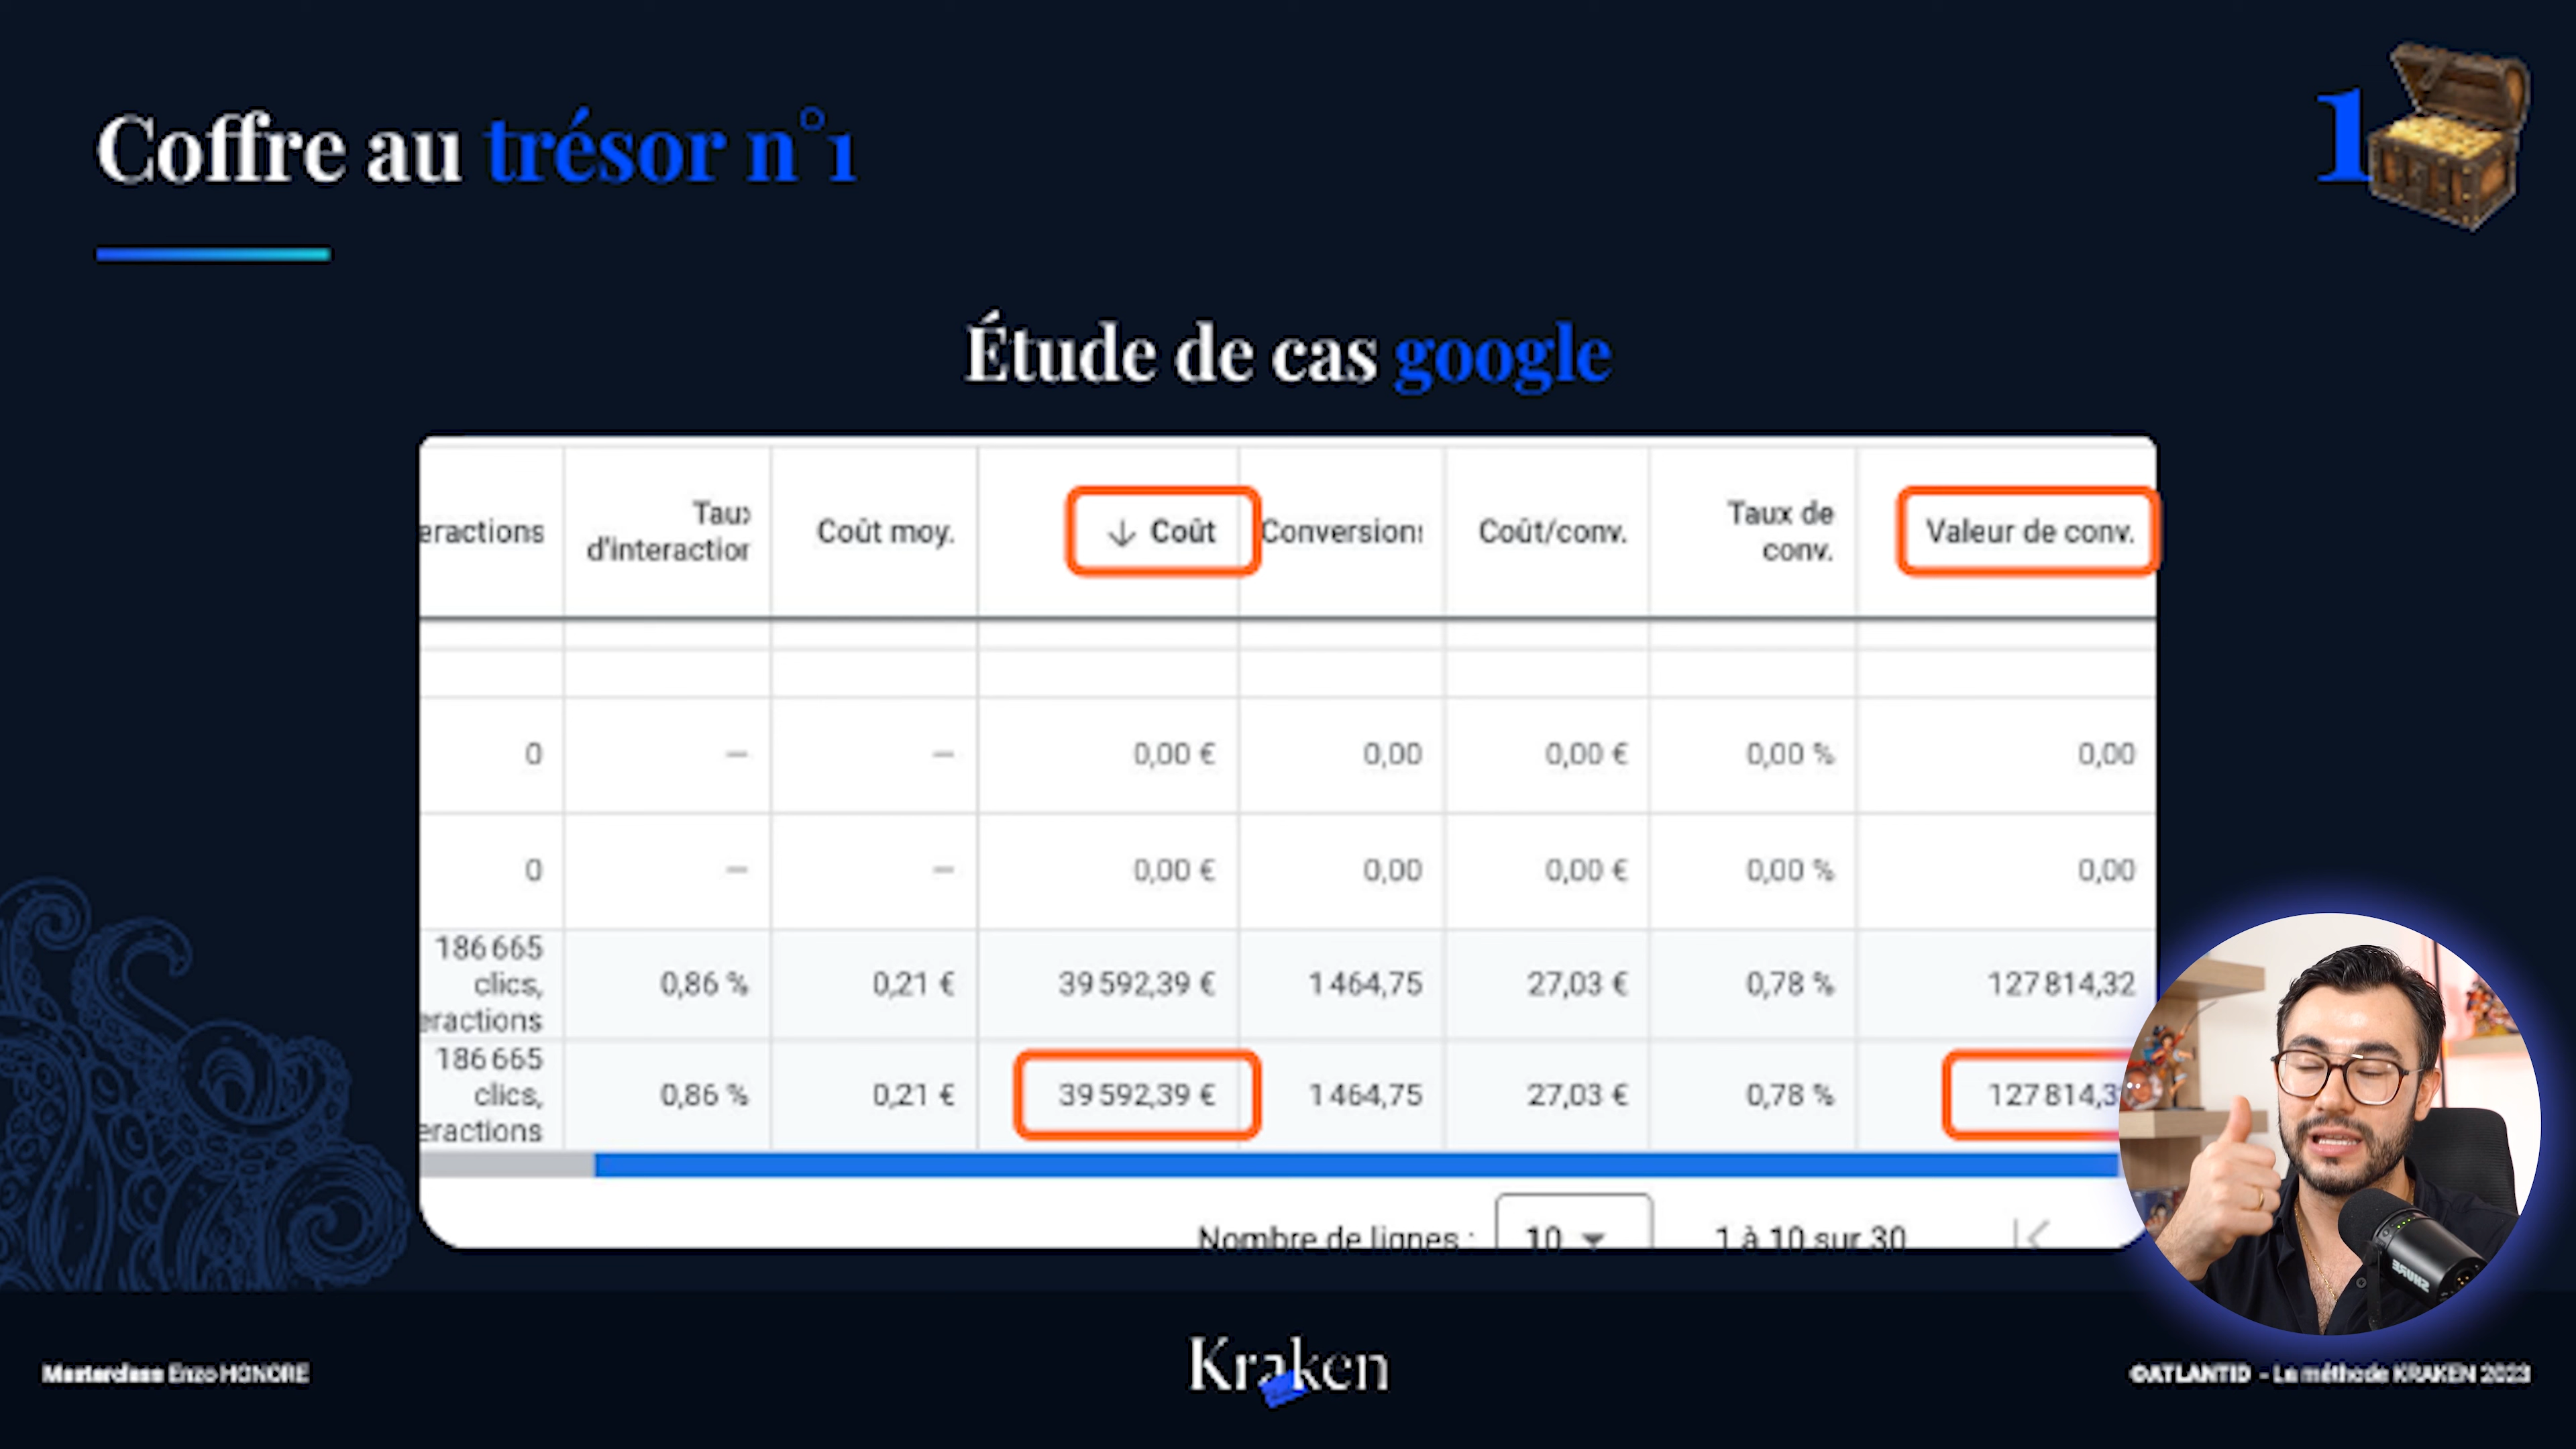 Coffre au trésor n°1
1
Étude de cas google
eractions
Taux
d'interaction
Coût moy.
↓ Coût
Conversions
Coût/conv.
Taux de
conv.
Valeur de conv.
0 — — 0,00 € 0,00 0,00 € 0,00 % 0,00
0 — — 0,00 € 0,00 0,00 € 0,00 % 0,00
186 665
clics,
eractions
0,86 % 0,21 € 39 592,39 € 1 464,75 27,03 € 0,78 % 127 814,32
186 665
clics,
eractions
0,86 % 0,21 € 39 592,39 € 1 464,75 27,03 € 0,78 % 127 814,3
Nombre de lignes : 10 1 à 10 sur 30
SHURE
Kraken
Masterclass Enzo HONORE
©ATLANTID - La méthode KRAKEN 2023